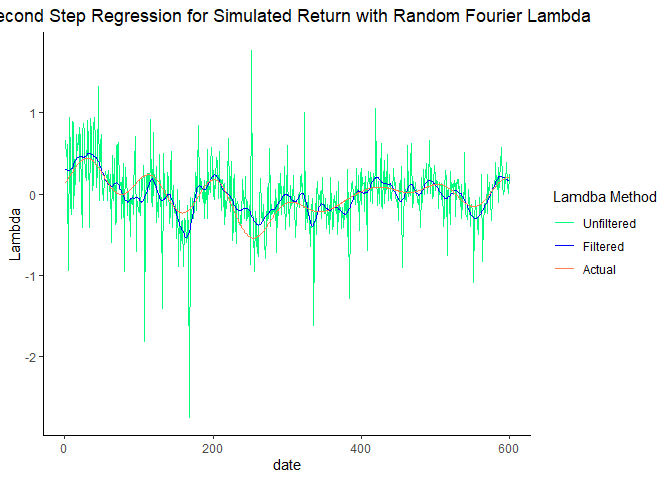 econd Step Regression for Simulated Return with Random Fourier Lambda
Lambda
1
0
-1
-2
0
200
400
600
date
Lamdba Method
Unfiltered
Filtered
Actual